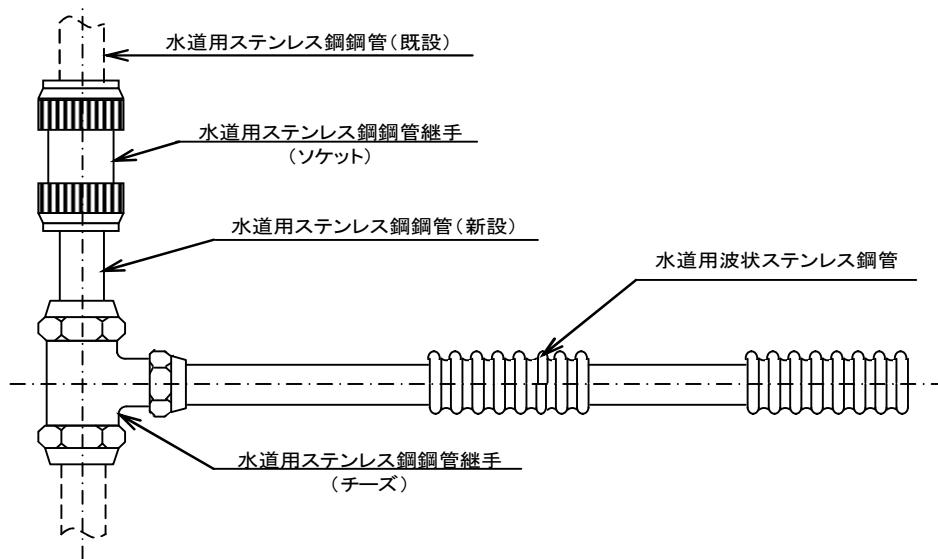 水道用ステンレス鋼鋼管(既設)
水道用ステンレス鋼鋼管継手
(ソケット)
水道用ステンレス鋼鋼管(新設)
水道用波状ステンレス鋼管
水道用ステンレス鋼鋼管継手
(チーズ)